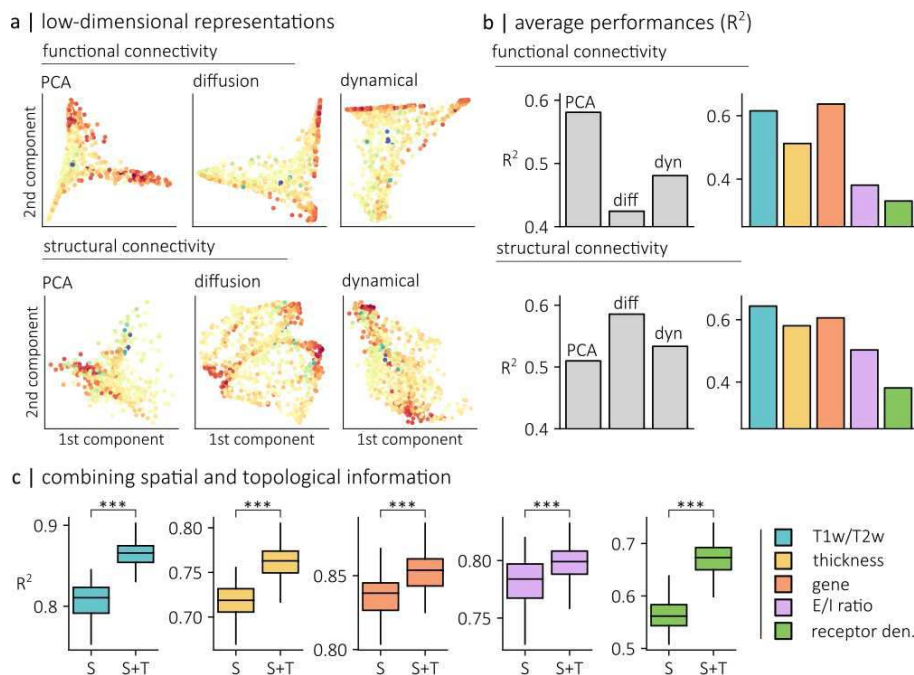 a | low-dimensional representations
functional connectivity
PCA
diffusion
dynamical
2nd component
structural connectivity
PCA
diffusion
dynamical
2nd component
1st component
1st component
1st component
b | average performances (R²)
functional connectivity
0.6
0.5
0.4
R²
PCA
diff
dyn
0.6
0.4
structural connectivity
0.6
0.5
0.4
R²
PCA
diff
dyn
0.6
0.4
c | combining spatial and topological information
R²
0.9
0.8
***
S
S+T
0.80
0.75
0.70
***
S
S+T
0.85
0.80
***
S
S+T
0.80
0.75
***
S
S+T
0.7
0.6
0.5
***
S
S+T
T1w/T2w
thickness
gene
E/I ratio
receptor den.